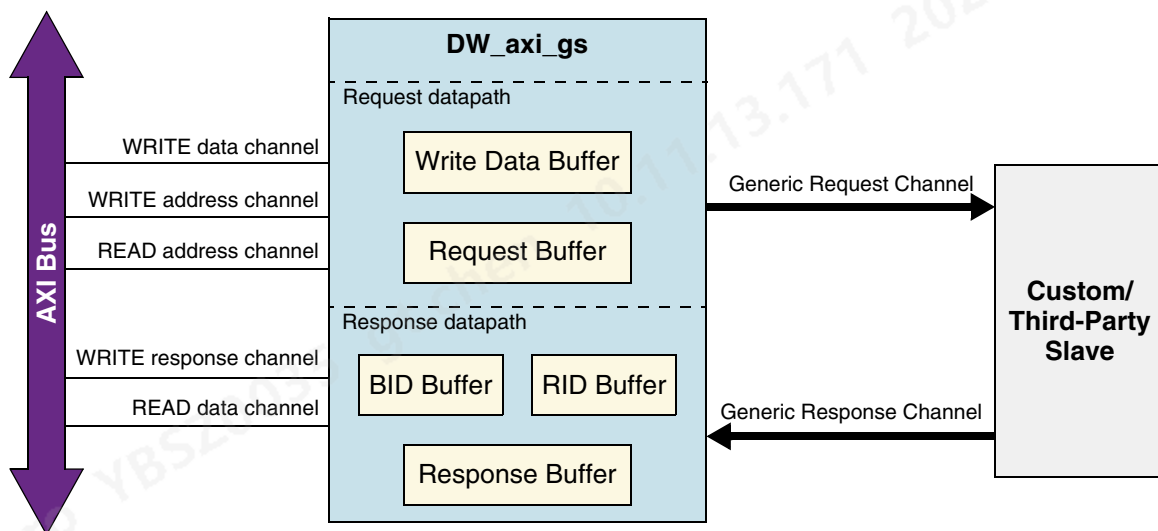 DW_axi_gs
Request datapath
WRITE data channel
Write Data Buffer
Generic Request Channel
WRITE address channel
READ address channel
Request Buffer
AXI Bus
Custom/
Third-Party
Slave
Response datapath
WRITE response channel
BID Buffer
RID Buffer
READ data channel
Generic Response Channel
Response Buffer